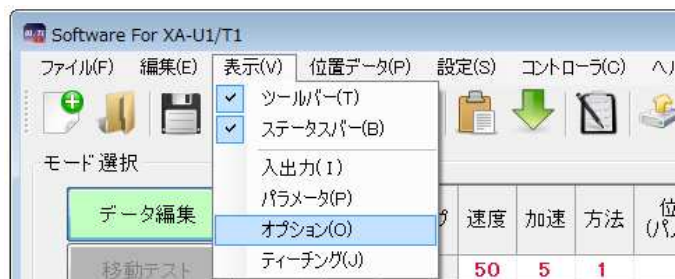 Software For XA-U1/T1
ファイル(F) 編集(E) 表示(V) 位置データ(P) 設定(S) コントローラ(C)
ツールバー(T)
ステータスバー(B)
モード選択
入出力(I)
パラメータ(P)
データ編集
オプション(O)
速度 加速 方法 位
移動テスト
ティーチング(J)
50 5 1